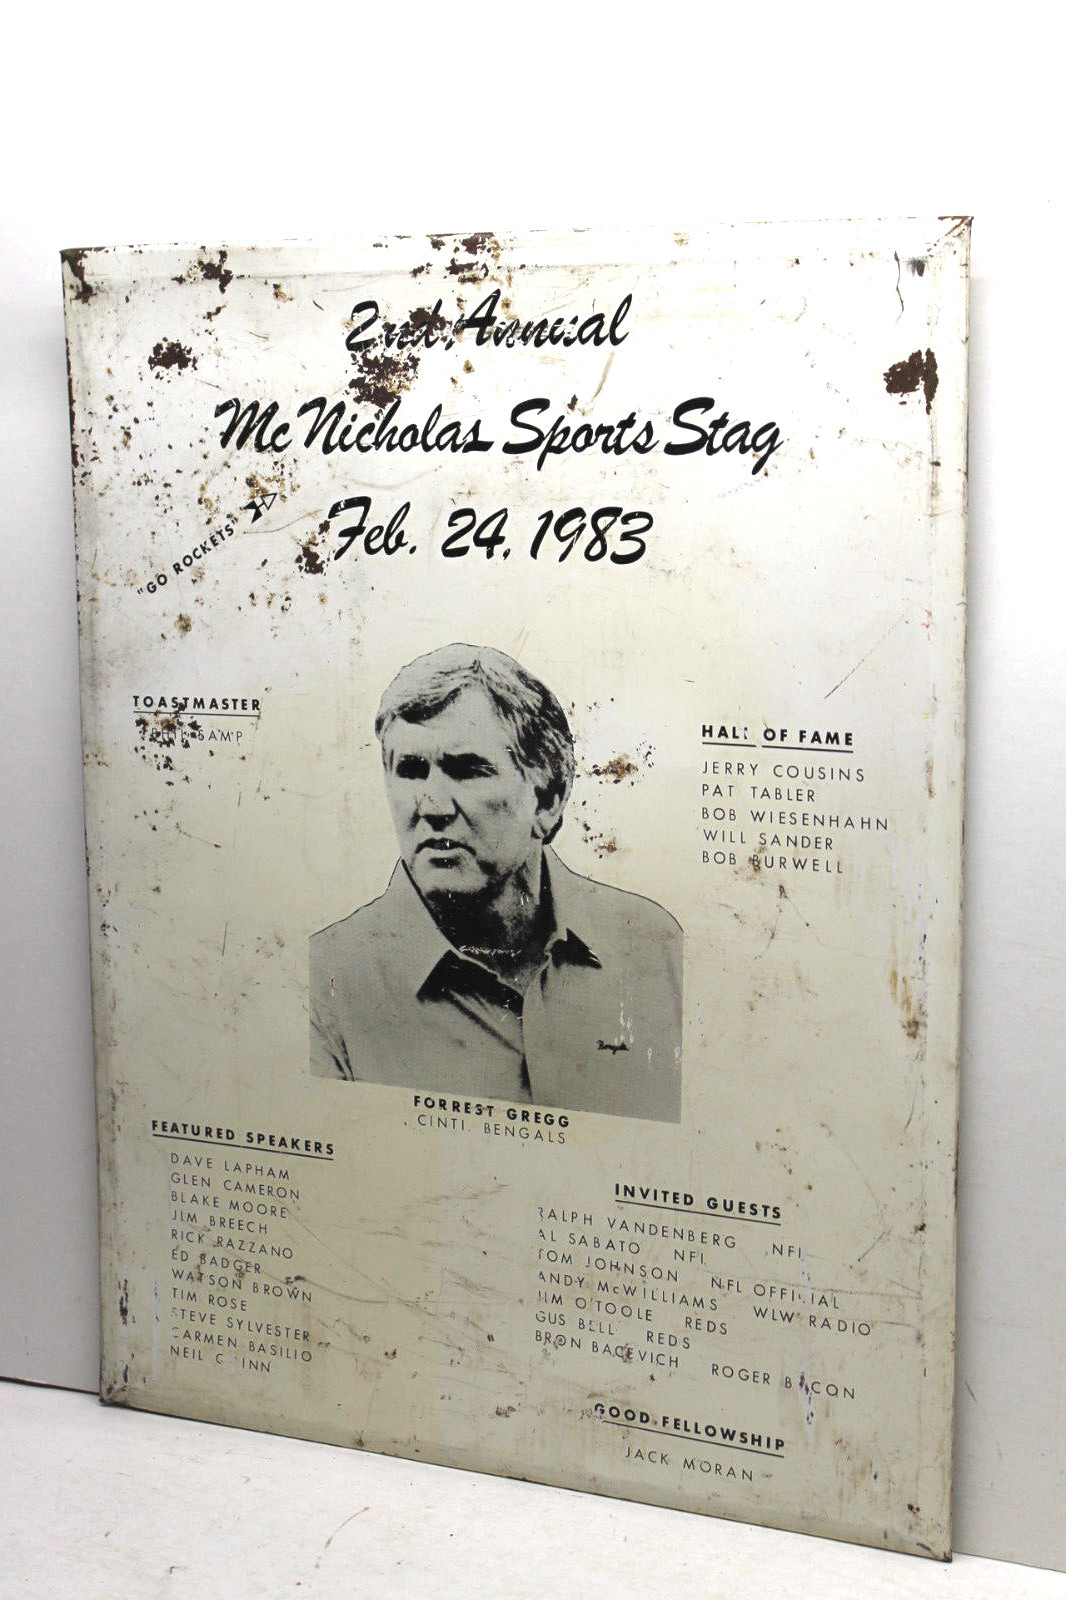 2nd Annual
McNicholas Sports Stag
Feb. 24, 1983
"GO ROCKETS"
TOASTMASTER
PHIL SAMP
HALL OF FAME
JERRY COUSINS
PAT TABLER
BOB WIESENHAHN
WILL SANDER
BOB BURWELL
Bengals
FORREST GREGG
CINTI. BENGALS
FEATURED SPEAKERS
DAVE LAPHAM
GLEN CAMERON
BLAKE MOORE
JIM BREECH
RICK RAZZANO
ED BADGER
WATSON BROWN
TIM ROSE
STEVE SYLVESTER
CARMEN BASILIO
NEIL
INVITED GUESTS
RALPH VANDENBERG NFL
AL SABATO NFL
TOM JOHNSON NFL OFFICIAL
ANDY McWILLIAMS WLW RADIO
JIM O'TOOLE REDS
GUS BELL REDS
BRON BACEVICH ROGER BACON
GOOD FELLOWSHIP
JACK MORAN